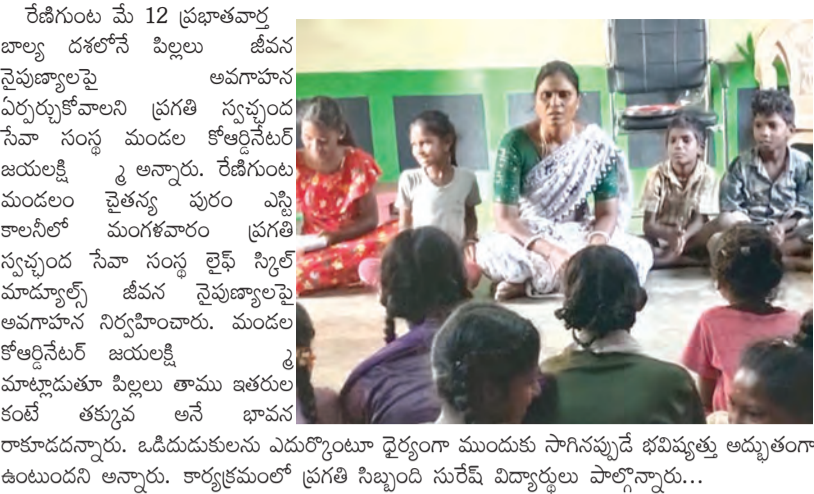 రేణిగుంట మే 12 ప్రభాతవార్త
బాల్య దశలోనే పిల్లలు జీవన
నైపుణ్యాలపై అవగాహన
ఏర్పర్చుకోవాలని ప్రగతి స్వచ్ఛంద
సేవా సంస్థ మండల కోఆర్డినేటర్
జయలక్షి ్మ అన్నారు. రేణిగుంట
మండలం చైతన్య పురం ఎస్టి
కాలనీలో మంగళవారం ప్రగతి
స్వచ్ఛంద సేవా సంస్థ లైఫ్ స్కిల్
మాడ్యూల్స్ జీవన నైపుణ్యాలపై
అవగాహన నిర్వహించారు. మండల
కోఆర్డినేటర్ జయలక్షి ్మ
మాట్లాడుతూ పిల్లలు తాము ఇతరుల
కంటే తక్కువ అనే భావన
రాకూడదన్నారు. ఒడిదుడుకులను ఎదుర్కొంటూ ధైర్యంగా ముందుకు సాగినప్పుడే భవిష్యత్తు అద్భుతంగా
ఉంటుందని అన్నారు. కార్యక్రమంలో ప్రగతి సిబ్బంది సురేష్ విద్యార్థులు పాల్గొన్నారు...